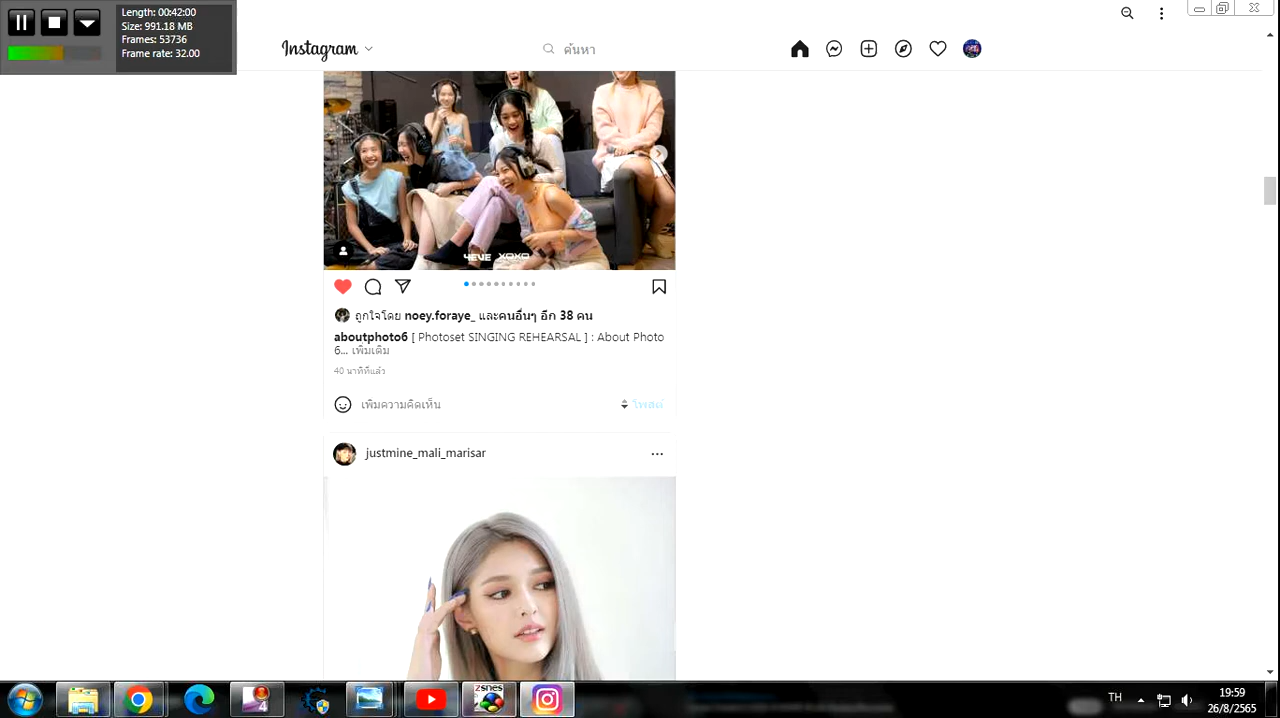 Length: 00:42:00
Size: 991.18 MB
Frames: 53736
Frame rate: 32.00
Instagram
ค้นหา
4EVE XOXO
ถูกใจโดย noey.foraye_ และคนอื่นๆ อีก 38 คน
aboutphoto6 [ Photoset SINGING REHEARSAL ] : About Photo
6... เพิ่มเติม
40 นาทีที่แล้ว
เพิ่มความคิดเห็น
โพสต์
justmine_mali_marisar
4
ZSNES
TH
19:59
26/8/2565